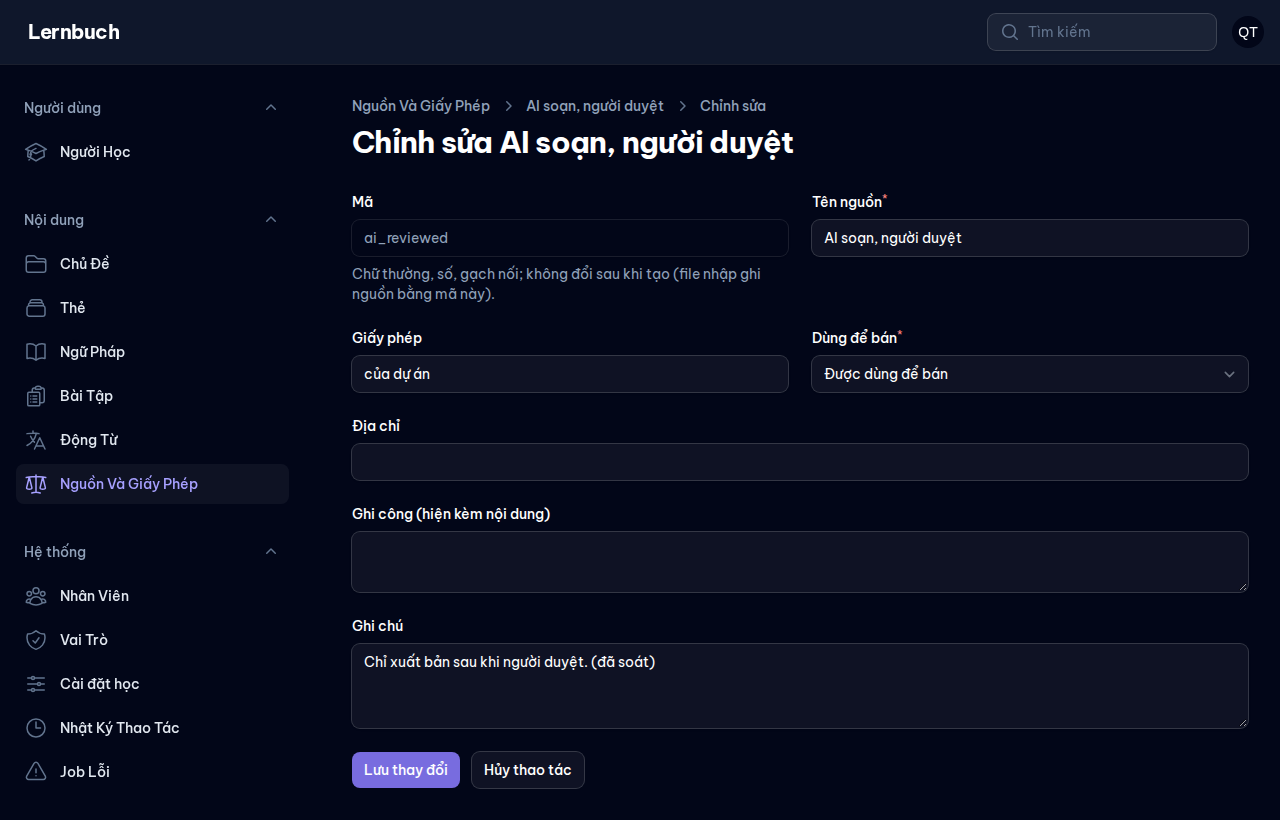 Lernbuch
Tìm kiếm
QT
Người dùng
Người Học
Nội dung
Chủ Đề
Thẻ
Ngữ Pháp
Bài Tập
Động Từ
Nguồn Và Giấy Phép
Hệ thống
Nhân Viên
Vai Trò
Cài đặt học
Nhật Ký Thao Tác
Job Lỗi
Nguồn Và Giấy Phép > AI soạn, người duyệt > Chỉnh sửa
Chỉnh sửa AI soạn, người duyệt
Mã
ai_reviewed
Chữ thường, số, gạch nối; không đổi sau khi tạo (file nhập ghi
nguồn bằng mã này).
Tên nguồn*
AI soạn, người duyệt
Giấy phép
của dự án
Dùng để bán*
Được dùng để bán
Địa chỉ
Ghi công (hiện kèm nội dung)
Ghi chú
Chỉ xuất bản sau khi người duyệt. (đã soát)
Lưu thay đổi
Hủy thao tác